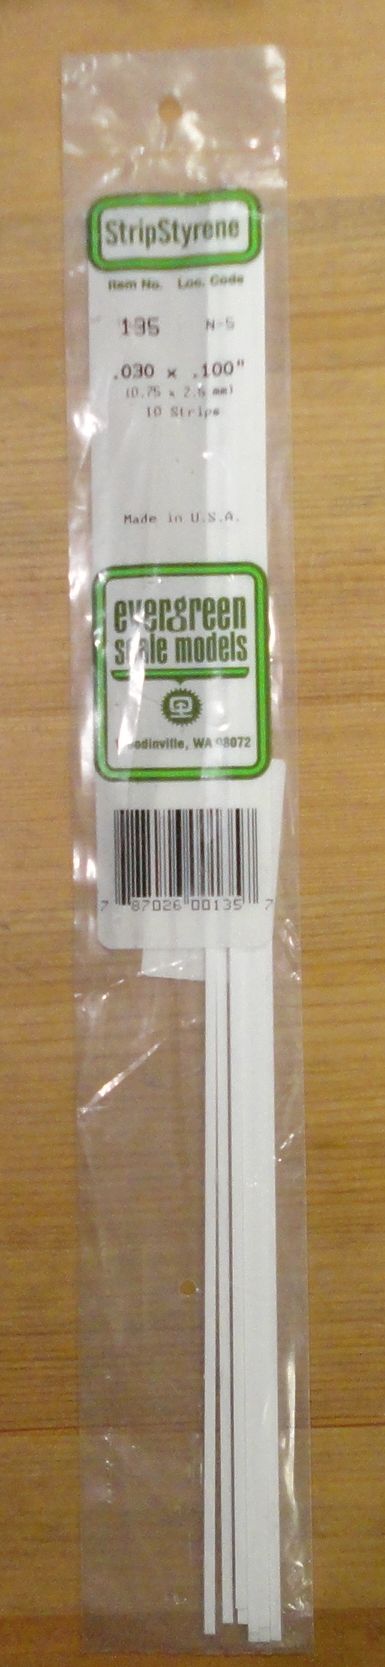 StripStyrene
Item No. Loc. Code
135 N-5
.030 x .100"
(0.75 x 2.5 mm)
10 Strips
Made in U.S.A.
evergreen
scale models
Woodinville, WA 98072
7 87026 00135 7